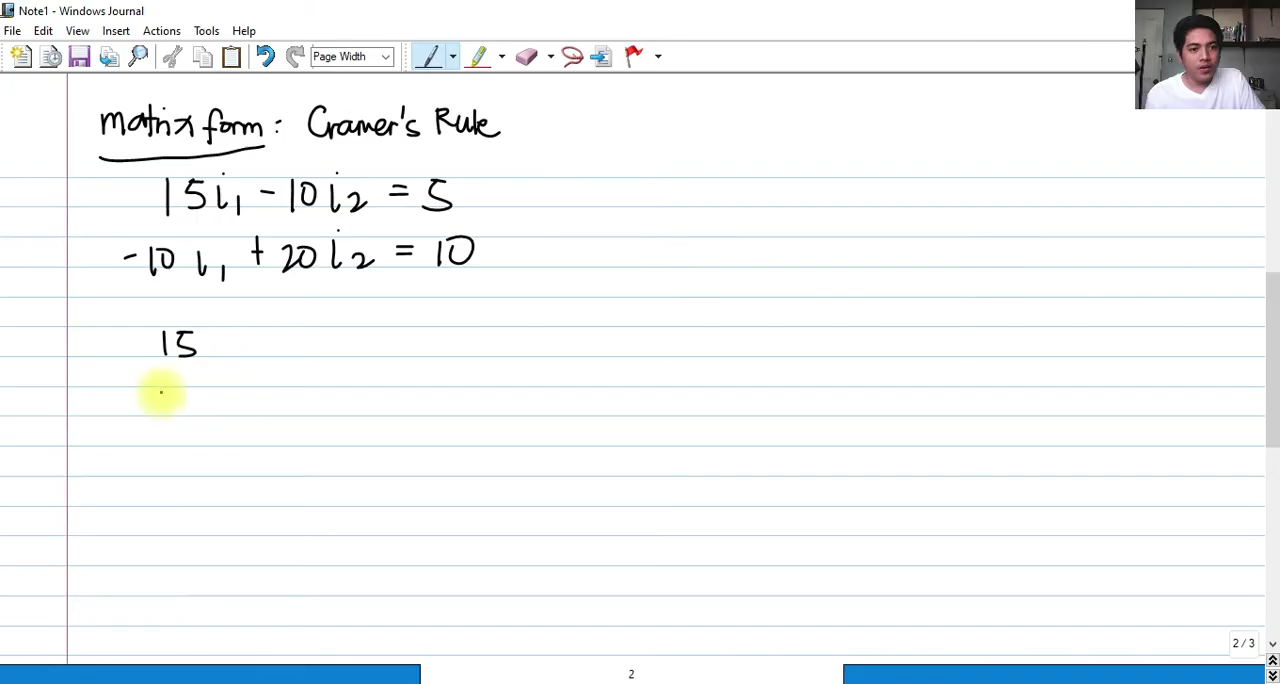 Note1 - Windows Journal
File Edit View Insert Actions Tools Help
Page Width
matrix form: Cramer's Rule
15i₁ - 10i₂ = 5
-10i₁ + 20i₂ = 10
15
2 / 3
2